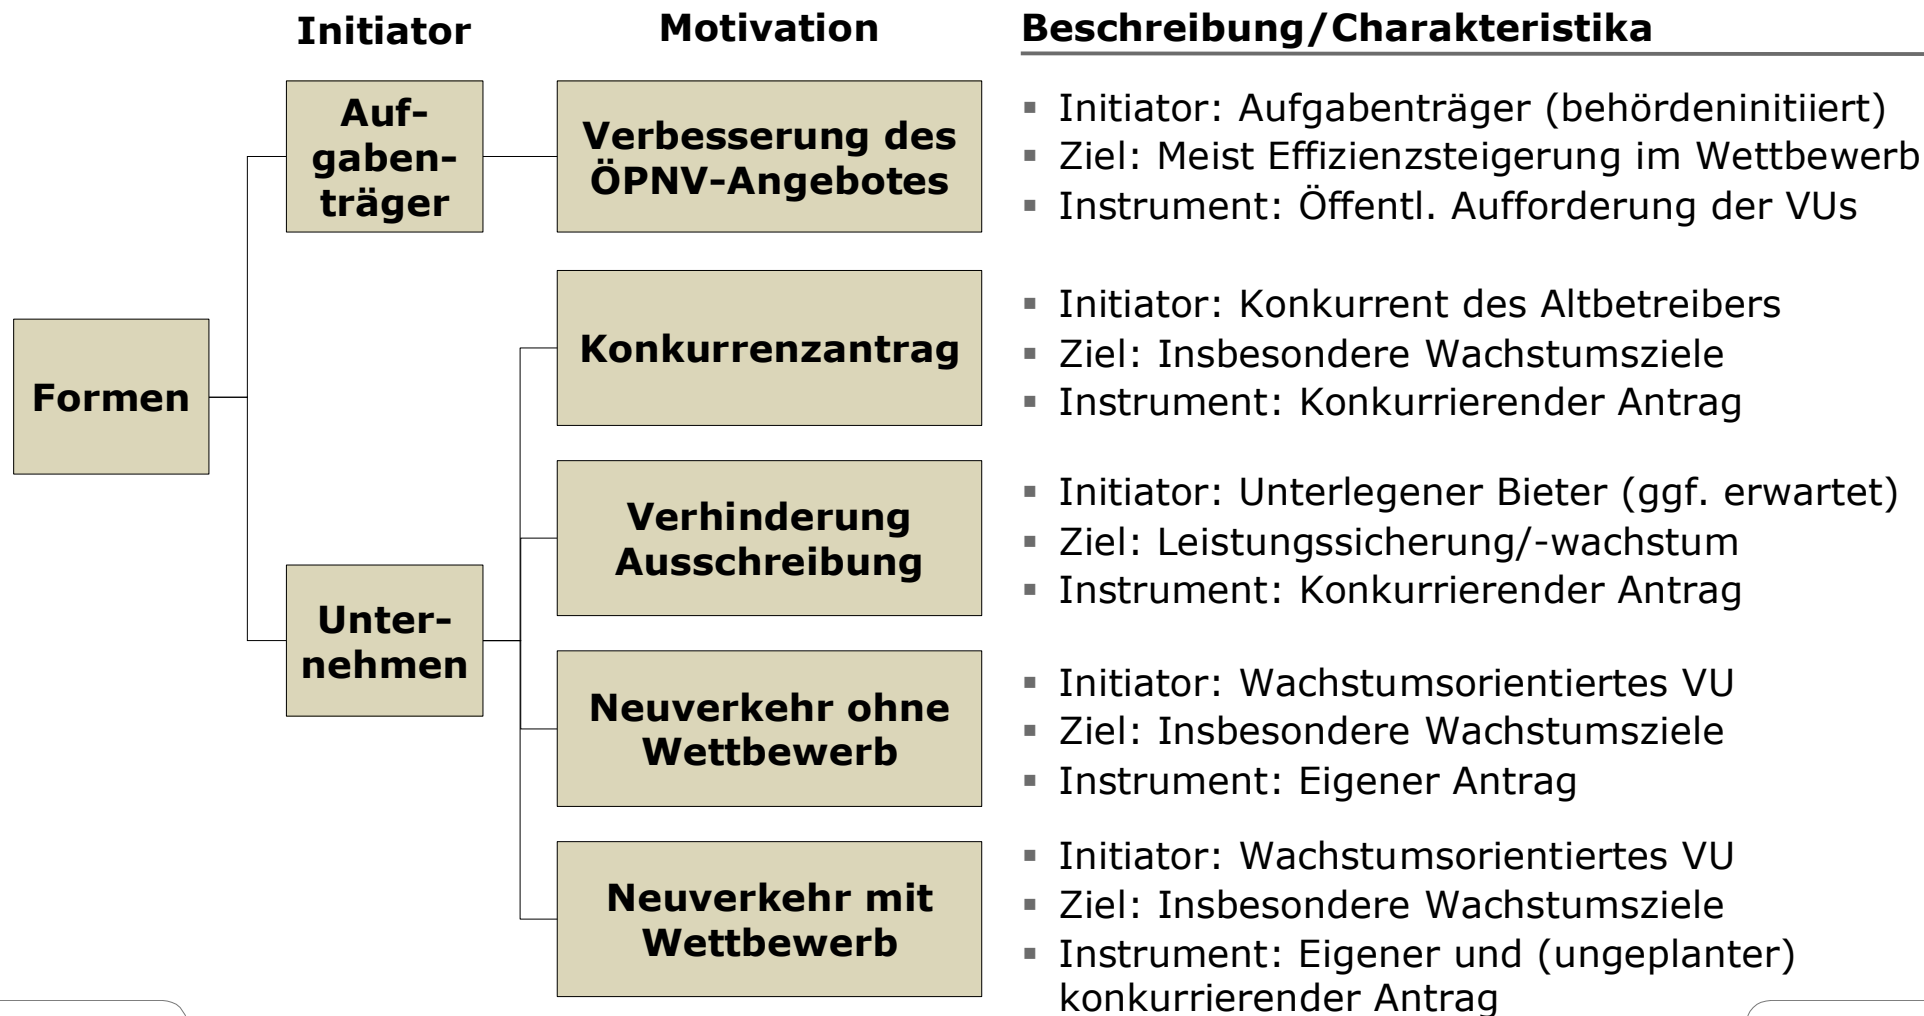 Initiator
Motivation
Beschreibung/Charakteristika
Formen
Auf-
gaben-
träger
Verbesserung des
ÖPNV-Angebotes
▪ Initiator: Aufgabenträger (behördeninitiiert)
▪ Ziel: Meist Effizienzsteigerung im Wettbewerb
▪ Instrument: Öffentl. Aufforderung der VUs
Unter-
nehmen
Konkurrenzantrag
▪ Initiator: Konkurrent des Altbetreibers
▪ Ziel: Insbesondere Wachstumsziele
▪ Instrument: Konkurrierender Antrag
Verhinderung
Ausschreibung
▪ Initiator: Unterlegener Bieter (ggf. erwartet)
▪ Ziel: Leistungssicherung/-wachstum
▪ Instrument: Konkurrierender Antrag
Neuverkehr ohne
Wettbewerb
▪ Initiator: Wachstumsorientiertes VU
▪ Ziel: Insbesondere Wachstumsziele
▪ Instrument: Eigener Antrag
Neuverkehr mit
Wettbewerb
▪ Initiator: Wachstumsorientiertes VU
▪ Ziel: Insbesondere Wachstumsziele
▪ Instrument: Eigener und (ungeplanter)
konkurrierender Antrag